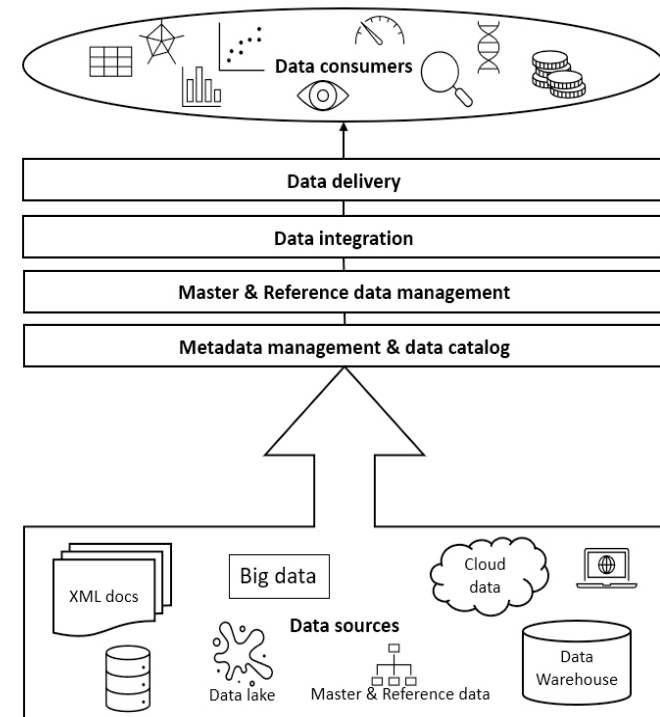 Data consumers
Data delivery
Data integration
Master & Reference data management
Metadata management & data catalog
XML docs
Big data
Cloud
data
Data sources
Data lake
Master & Reference data
Data
Warehouse